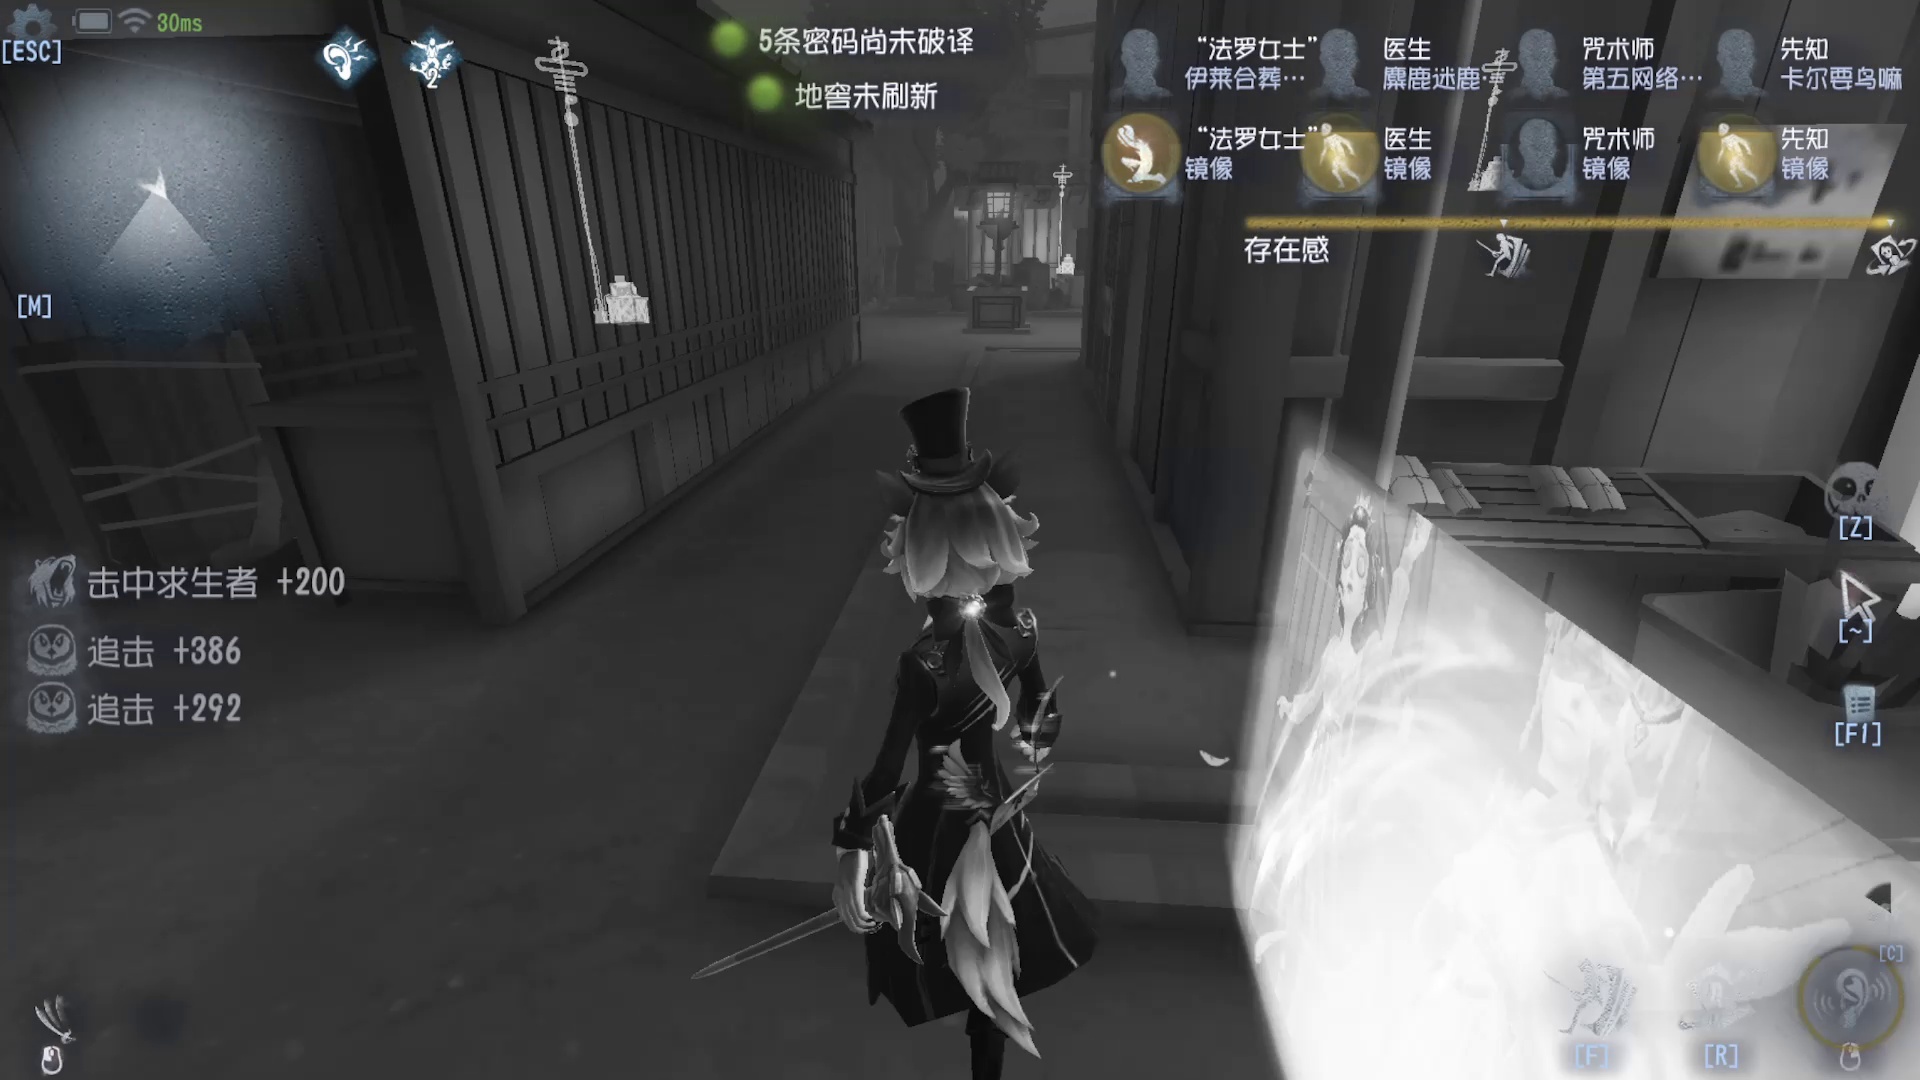 30ms
[ESC]
5条密码尚未破译
地窖未刷新
“法罗女士”
伊莱合葬…
医生
麋鹿迷鹿…
咒术师
第五网络…
先知
卡尔要鸟嘛
“法罗女士”
镜像
医生
镜像
咒术师
镜像
先知
镜像
存在感
2
[M]
击中求生者 +200
追击 +386
追击 +292
[Z]
[~]
[F1]
[C]
[F]
[R]